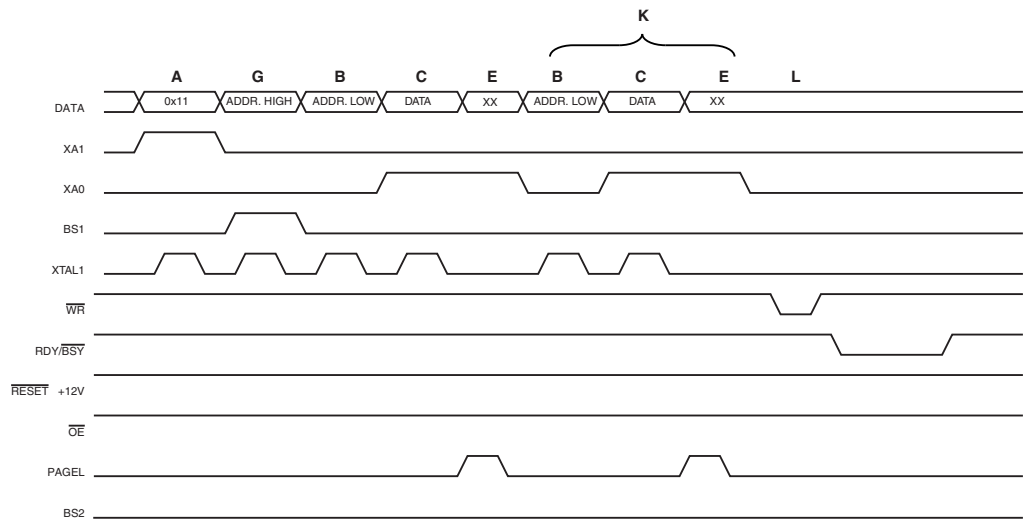 K
A G B C E B C E L
DATA 0x11 ADDR. HIGH ADDR. LOW DATA XX ADDR. LOW DATA XX
XA1
XA0
BS1
XTAL1
WR
RDY/BSY
RESET +12V
OE
PAGEL
BS2